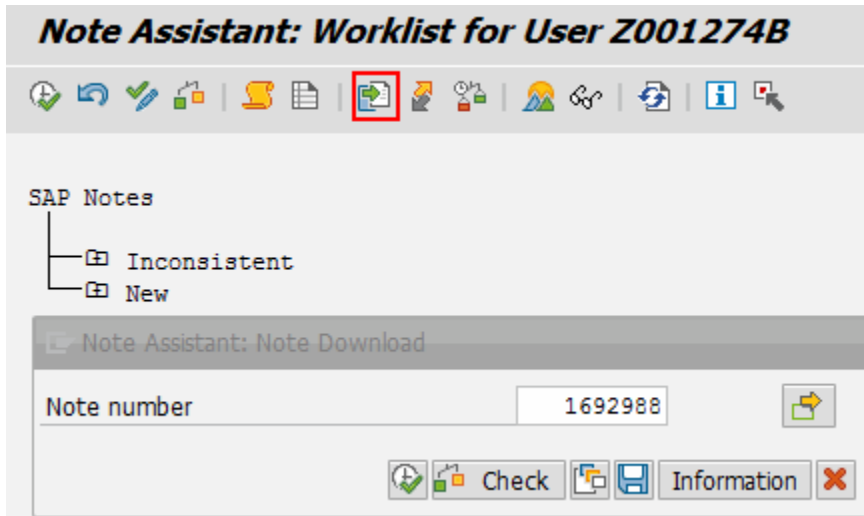 Note Assistant: Worklist for User Z001274B
SAP Notes
Inconsistent
New
Note Assistant: Note Download
Note number 1692988
Check Information